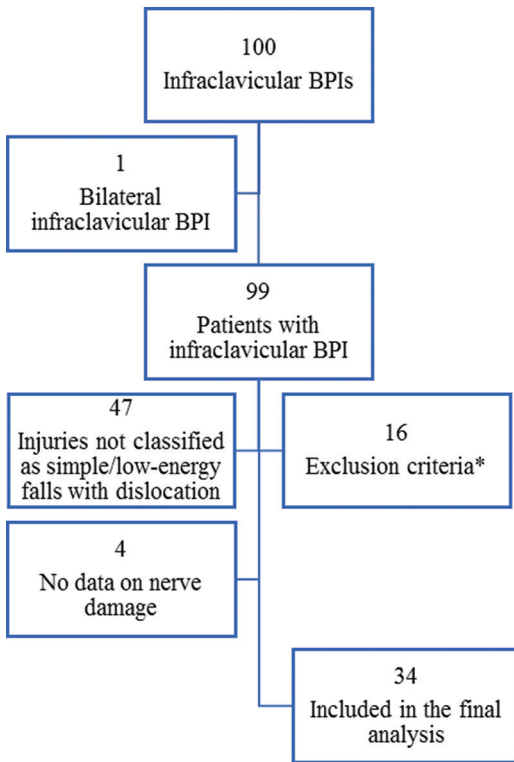 100
Infraclavicular BPIs
1
Bilateral
infraclavicular BPI
99
Patients with
infraclavicular BPI
47
Injuries not classified
as simple/low-energy
falls with dislocation
16
Exclusion criteria*
4
No data on nerve
damage
34
Included in the final
analysis